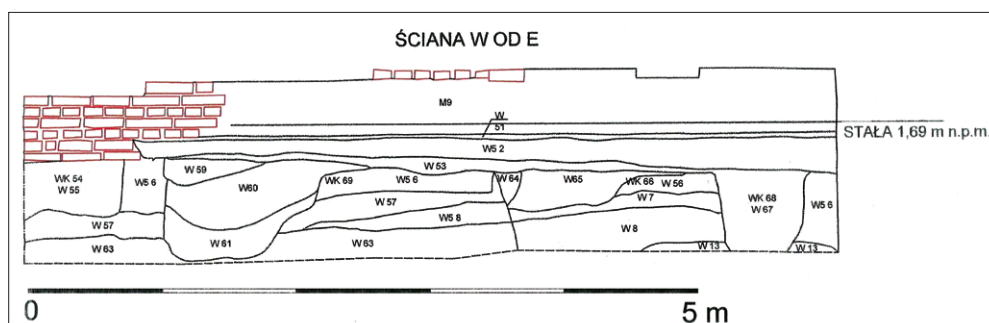 ŚCIANA W OD E
M9
W
51
STAŁA 1,69 m n.p.m.
W5 2
W 53
W 59
WK 54
W 55
W5 6
W60
WK 69
W5 6
W 64
W65
WK 66
W 56
WK 68
W 67
W5 6
W 57
W 7
W 57
W5 8
W 8
W 63
W 61
W 63
W 13
W 13
0
5 m